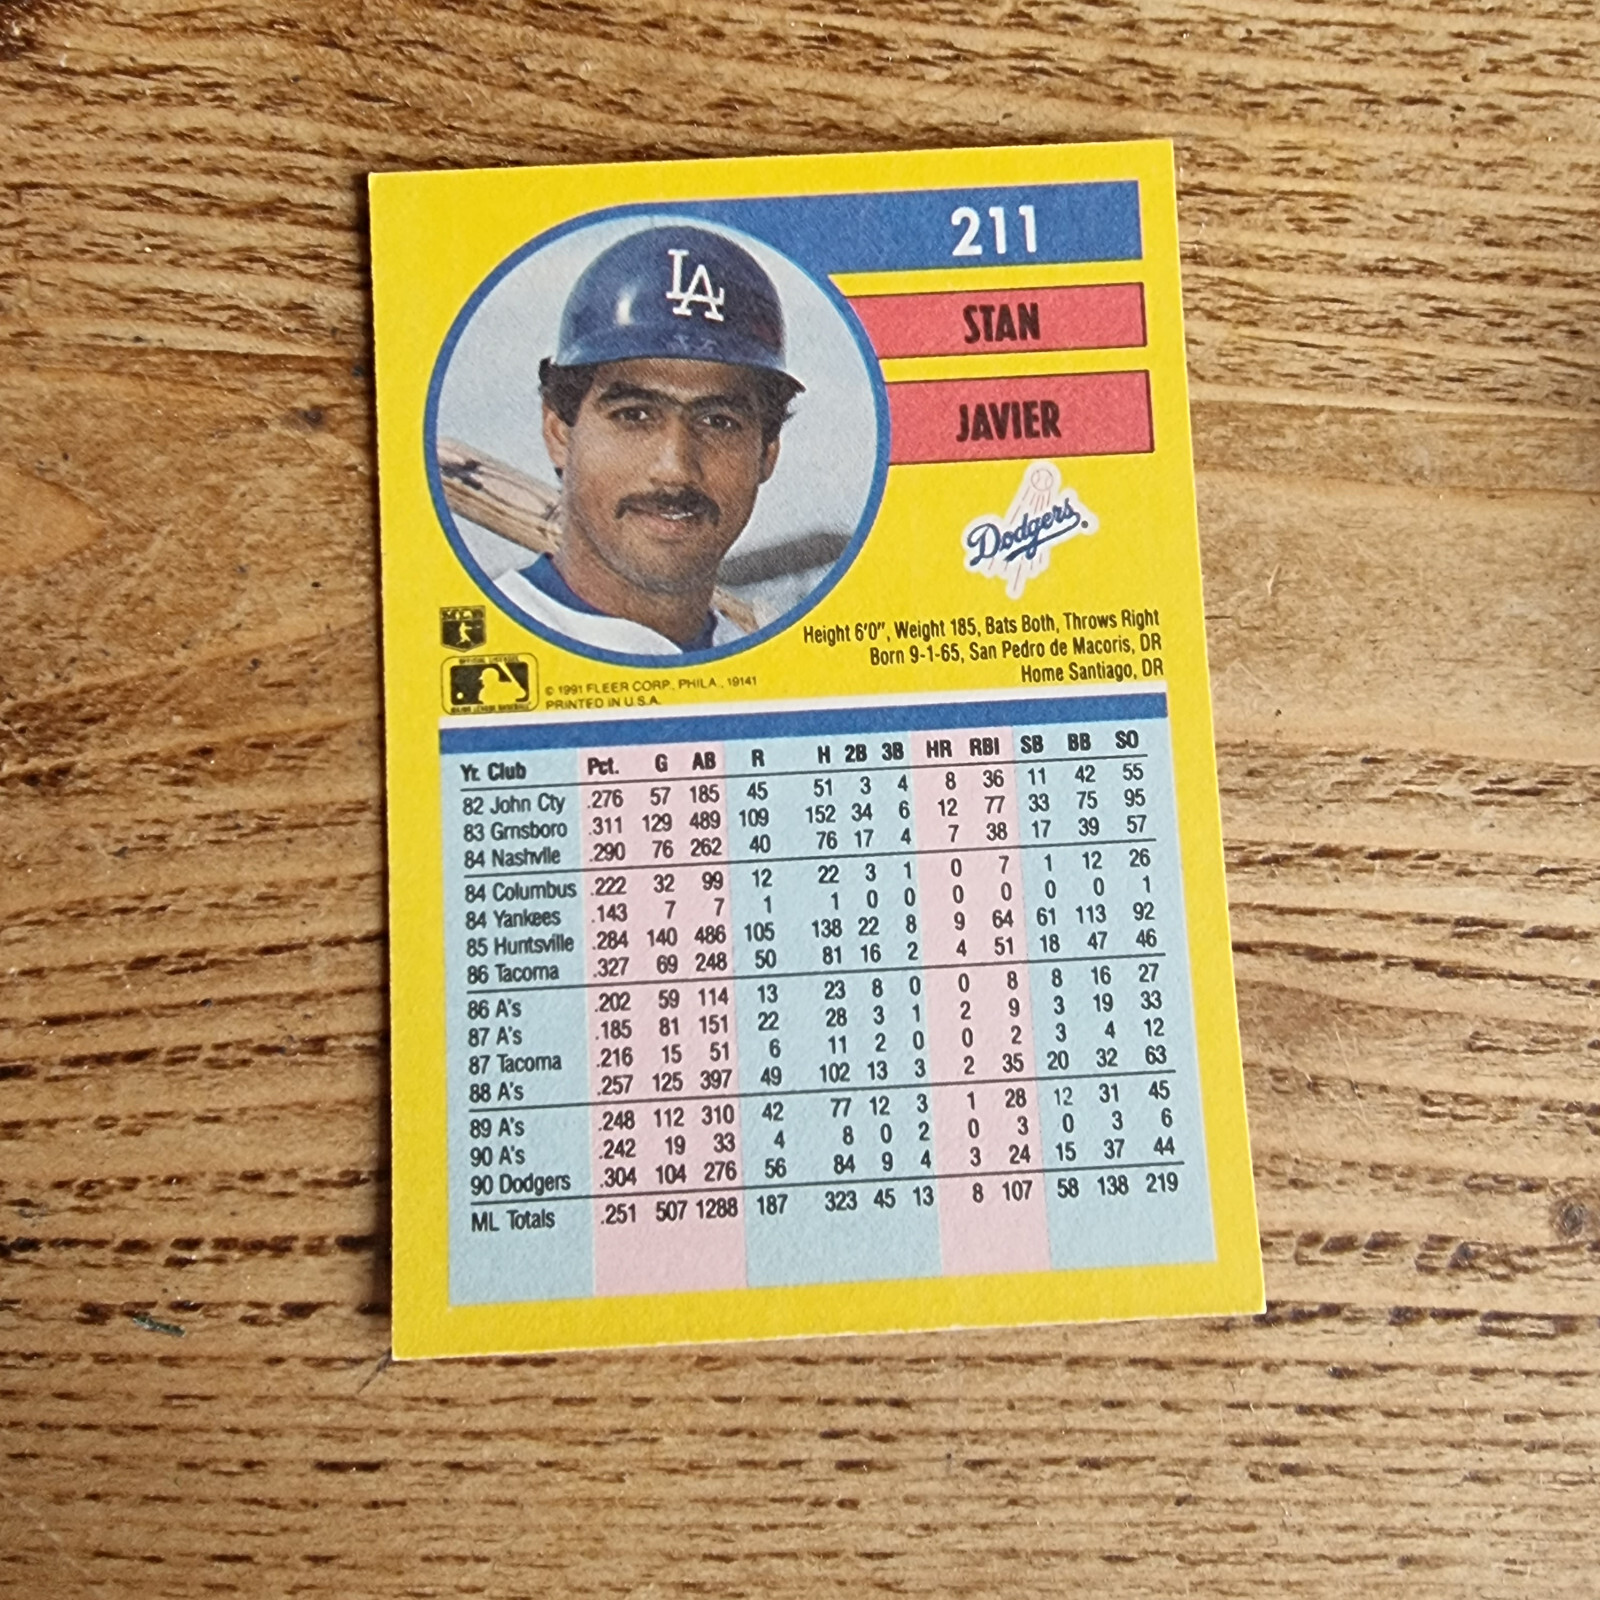 211
STAN
JAVIER
LA
Dodgers
Height 6'0", Weight 185, Bats Both, Throws Right
Born 9-1-65, San Pedro de Macoris, DR
Home Santiago, DR
© 1991 FLEER CORP., PHILA., 19141
PRINTED IN U.S.A.
Yr. Club Pct. G AB R H 2B 3B HR RBI SB BB SO
82 John Cty .276 57 185 45 51 3 4 8 36 11 42 55
83 Grnsboro .311 129 489 109 152 34 6 12 77 33 75 95
84 Nashvlle .290 76 262 40 76 17 4 7 38 17 39 57
84 Columbus .222 32 99 12 22 3 1 0 7 1 12 26
84 Yankees .143 7 7 1 1 0 0 0 0 0 0 1
85 Huntsville .284 140 486 105 138 22 8 9 64 61 113 92
86 Tacoma .327 69 248 50 81 16 2 4 51 18 47 46
86 A's .202 59 114 13 23 8 0 0 8 8 16 27
87 A's .185 81 151 22 28 3 1 2 9 3 19 33
87 Tacoma .216 15 51 6 11 2 0 0 2 3 4 12
88 A's .257 125 397 49 102 13 3 2 35 20 32 63
89 A's .248 112 310 42 77 12 3 1 28 12 31 45
90 A's .242 19 33 4 8 0 2 0 3 0 3 6
90 Dodgers .304 104 276 56 84 9 4 3 24 15 37 44
ML Totals .251 507 1288 187 323 45 13 8 107 58 138 219